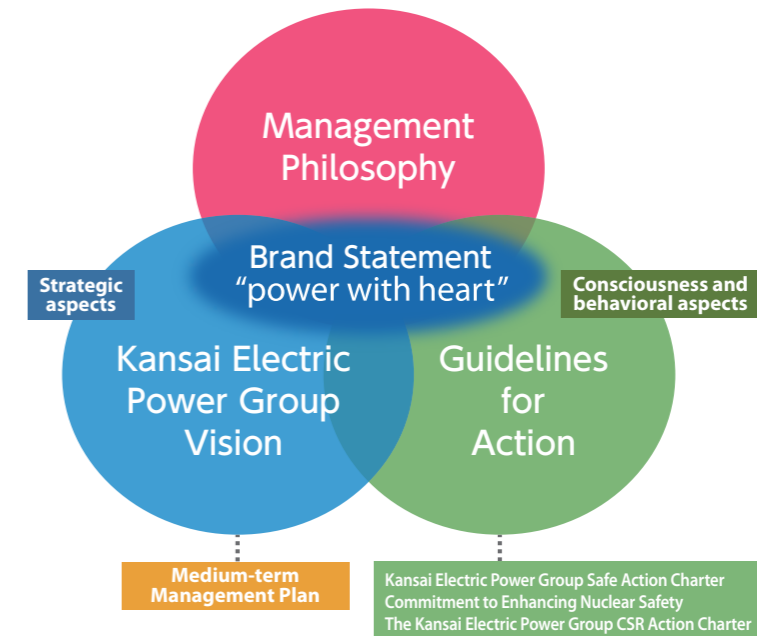 Management
Philosophy
Brand Statement
“power with heart”
Strategic
aspects
Consciousness and
behavioral aspects
Kansai Electric
Power Group
Vision
Guidelines
for
Action
Medium-term
Management Plan
Kansai Electric Power Group Safe Action Charter
Commitment to Enhancing Nuclear Safety
The Kansai Electric Power Group CSR Action Charter